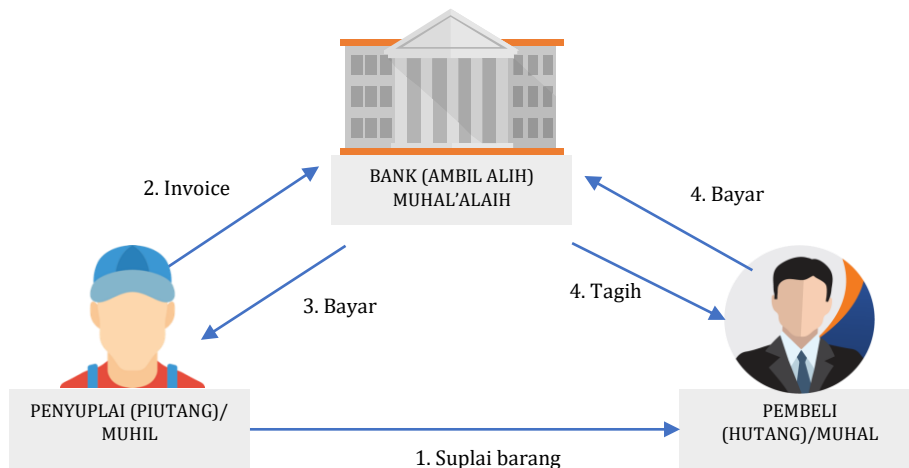 BANK (AMBIL ALIH)
MUHAL’ALAIH
2. Invoice
4. Bayar
3. Bayar
4. Tagih
PENYUPLAI (PIUTANG)/
MUHIL
PEMBELI
(HUTANG)/MUHAL
1. Suplai barang